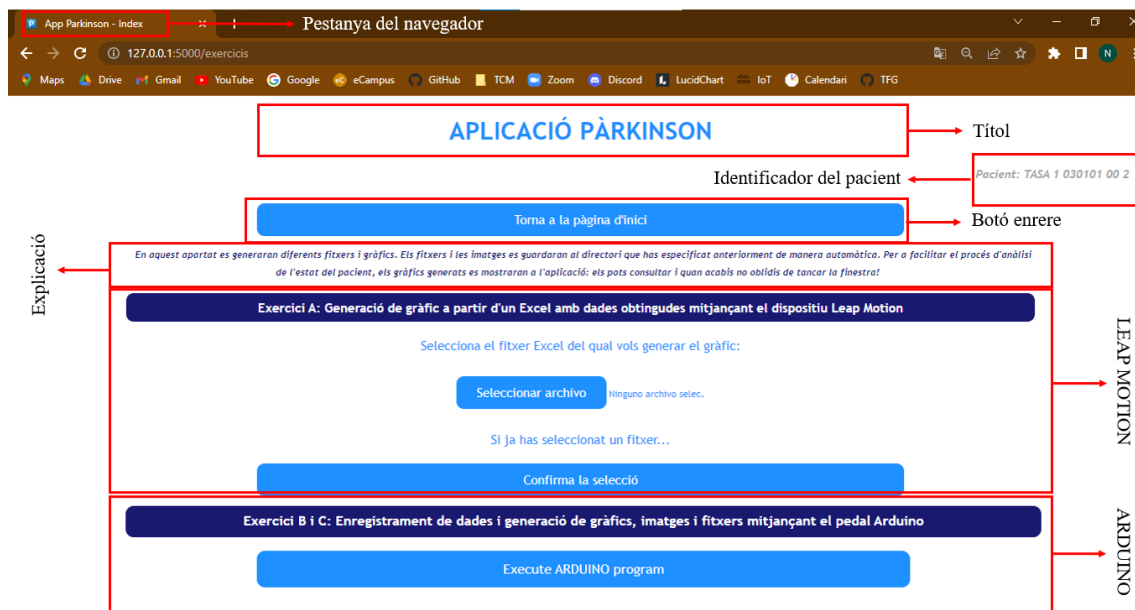 App Parkinson - Index
Pestanya del navegador
127.0.0.1:5000/exercicis
Maps Drive Gmail YouTube Google eCampus GitHub TCM Zoom Discord LucidChart IoT Calendari TFG
APLICACIÓ PÀRKINSON
Títol
Identificador del pacient
Pacient: TASA 1 030101 00 2
Torna a la pàgina d'inici
Botó enrere
Explicació
En aquest apartat es generaran diferents fitxers i gràfics. Els fitxers i les imatges es guardaran al directori que has especificat anteriorment de manera automàtica. Per a facilitar el procés d'anàlisi
de l'estat del pacient, els gràfics generats es mostraran a l'aplicació: els pots consultar i quan acabis no oblidis de tancar la finestra!
Exercici A: Generació de gràfic a partir d'un Excel amb dades obtingudes mitjançant el dispositiu Leap Motion
Selecciona el fitxer Excel del qual vols generar el gràfic:
Seleccionar archivo Ninguno archivo selec.
Si ja has seleccionat un fitxer...
Confirma la selecció
LEAP MOTION
Exercici B i C: Enregistrament de dades i generació de gràfics, imatges i fitxers mitjançant el pedal Arduino
Execute ARDUINO program
ARDUINO
N